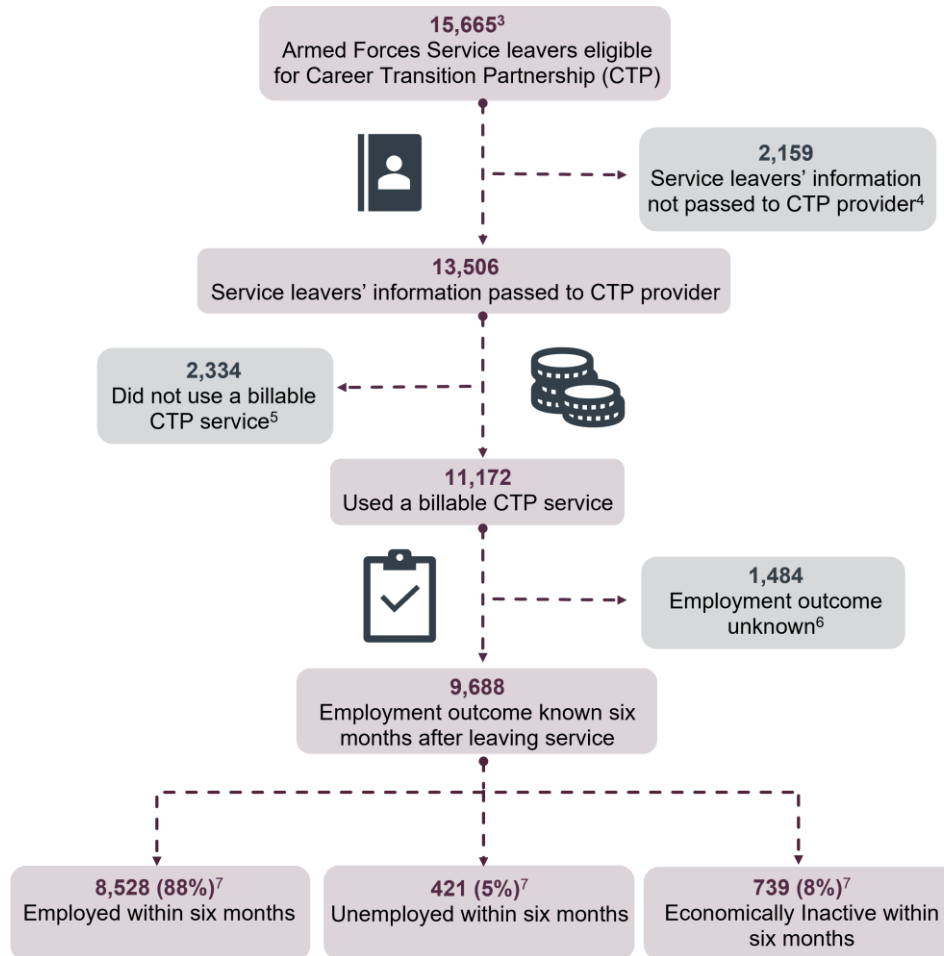 15,665³
Armed Forces Service leavers eligible
for Career Transition Partnership (CTP)
2,159
Service leavers’ information
not passed to CTP provider⁴
13,506
Service leavers’ information passed to CTP provider
2,334
Did not use a billable
CTP service⁵
11,172
Used a billable CTP service
1,484
Employment outcome
unknown⁶
9,688
Employment outcome known six
months after leaving service
8,528 (88%)⁷
Employed within six months
421 (5%)⁷
Unemployed within six months
739 (8%)⁷
Economically Inactive within
six months